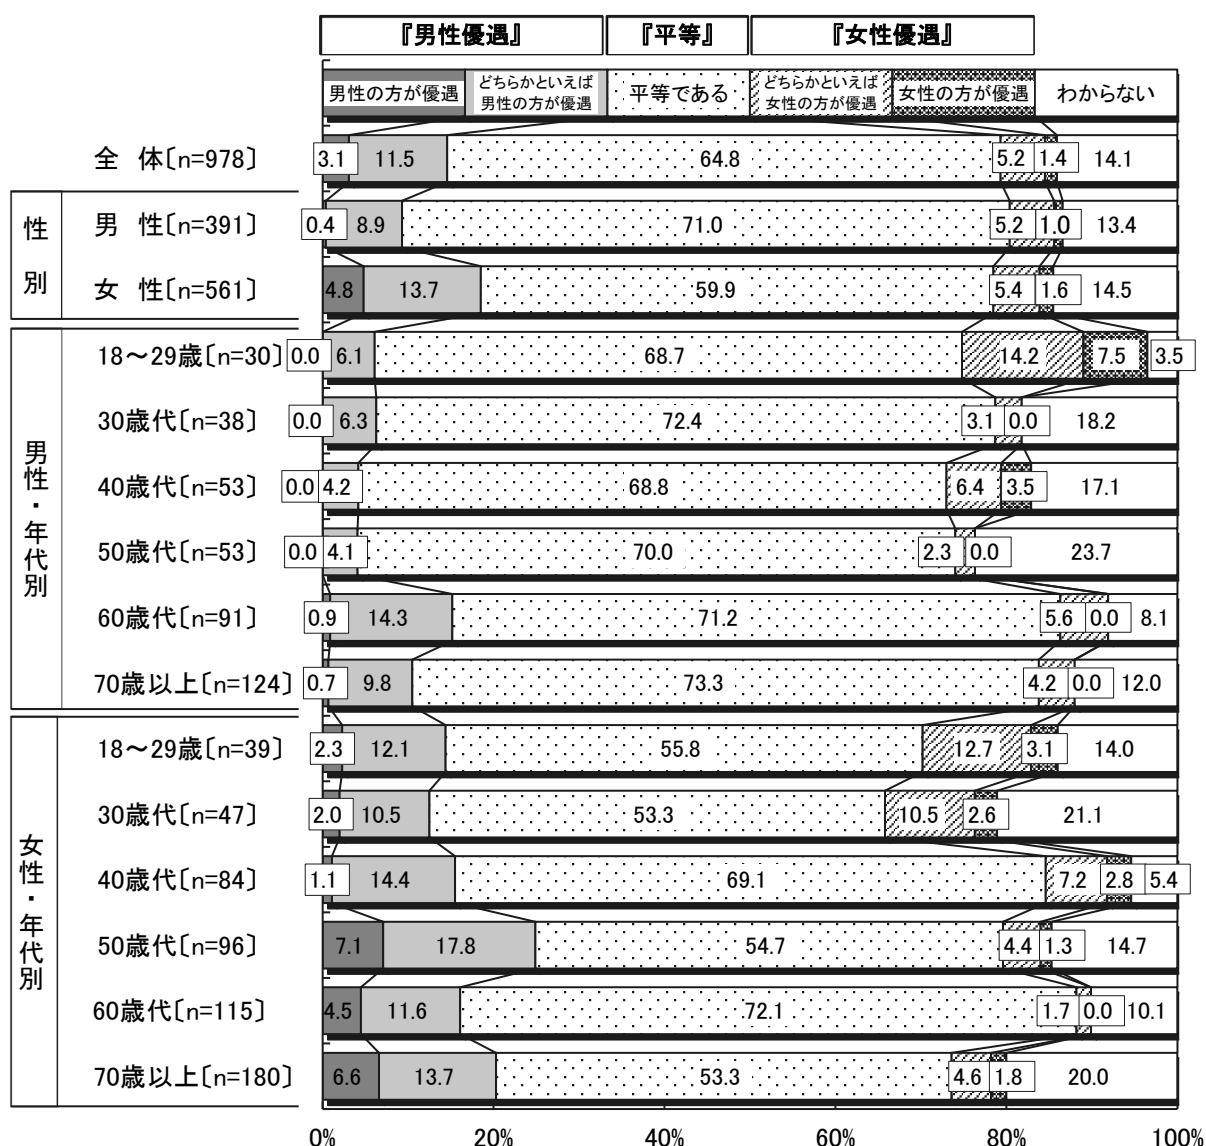 『男性優遇』 『平等』 『女性優遇』
男性の方が優遇 どちらかといえば男性の方が優遇 平等である どちらかといえば女性の方が優遇 女性の方が優遇 わからない
全 体〔n=978〕 3.1 11.5 64.8 5.2 1.4 14.1
性別
男 性〔n=391〕 0.4 8.9 71.0 5.2 1.0 13.4
女 性〔n=561〕 4.8 13.7 59.9 5.4 1.6 14.5
男性・年代別
18～29歳〔n=30〕 0.0 6.1 68.7 14.2 7.5 3.5
30歳代〔n=38〕 0.0 6.3 72.4 3.1 0.0 18.2
40歳代〔n=53〕 0.0 4.2 68.8 6.4 3.5 17.1
50歳代〔n=53〕 0.0 4.1 70.0 2.3 0.0 23.7
60歳代〔n=91〕 0.9 14.3 71.2 5.6 0.0 8.1
70歳以上〔n=124〕 0.7 9.8 73.3 4.2 0.0 12.0
女性・年代別
18～29歳〔n=39〕 2.3 12.1 55.8 12.7 3.1 14.0
30歳代〔n=47〕 2.0 10.5 53.3 10.5 2.6 21.1
40歳代〔n=84〕 1.1 14.4 69.1 7.2 2.8 5.4
50歳代〔n=96〕 7.1 17.8 54.7 4.4 1.3 14.7
60歳代〔n=115〕 4.5 11.6 72.1 1.7 0.0 10.1
70歳以上〔n=180〕 6.6 13.7 53.3 4.6 1.8 20.0
0% 20% 40% 60% 80% 100%